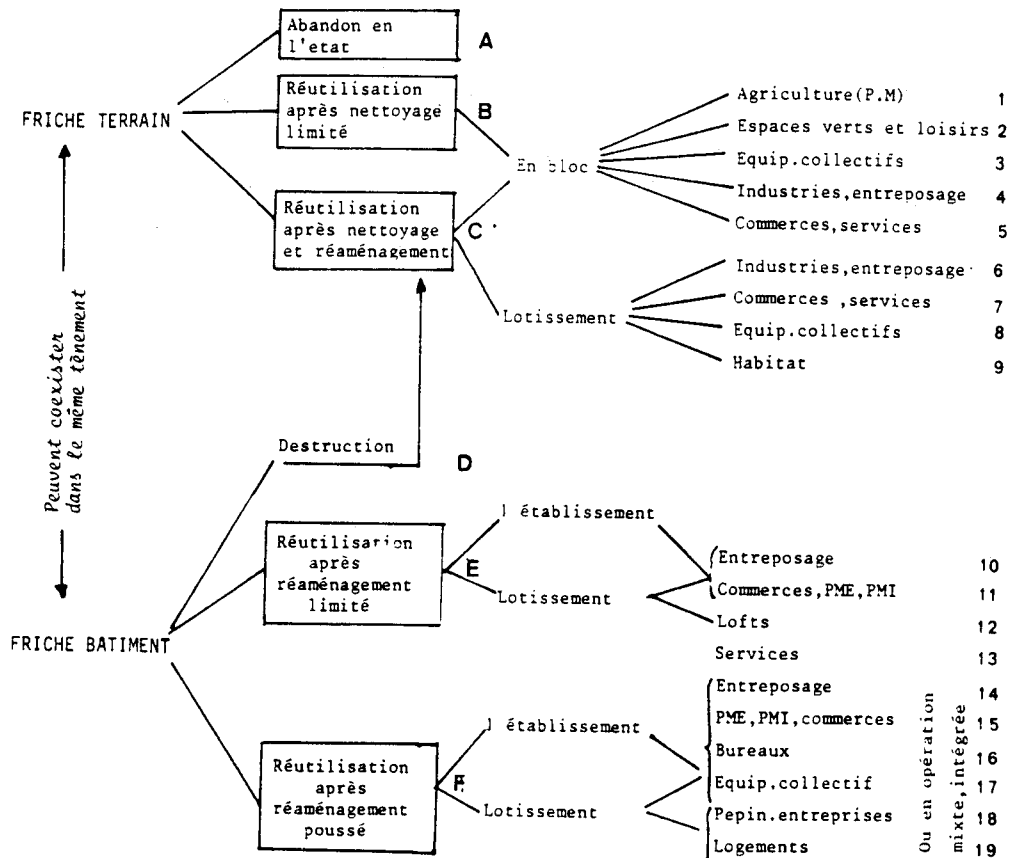 Abandon en
l'etat
A
Réutilisation
après nettoyage
limité
B
FRICHE TERRAIN
Réutilisation
après nettoyage
et réaménagement
C
En bloc
Agriculture(P.M) 1
Espaces verts et loisirs 2
Equip.collectifs 3
Industries,entreposage 4
Commerces,services 5
Lotissement
Industries,entreposage 6
Commerces ,services 7
Equip.collectifs 8
Habitat 9
Peuvent coexister
dans le même tènement
Destruction
D
Réutilisation
après
réaménagement
limité
E
1 établissement
Lotissement
Entreposage 10
Commerces,PME,PMI 11
Lofts 12
Services 13
FRICHE BATIMENT
Réutilisation
après
réaménagement
poussé
F
1 établissement
Lotissement
Entreposage 14
PME,PMI,commerces 15
Bureaux 16
Equip.collectif 17
Pepin.entreprises 18
Logements 19
Ou en opération
mixte,intégrée